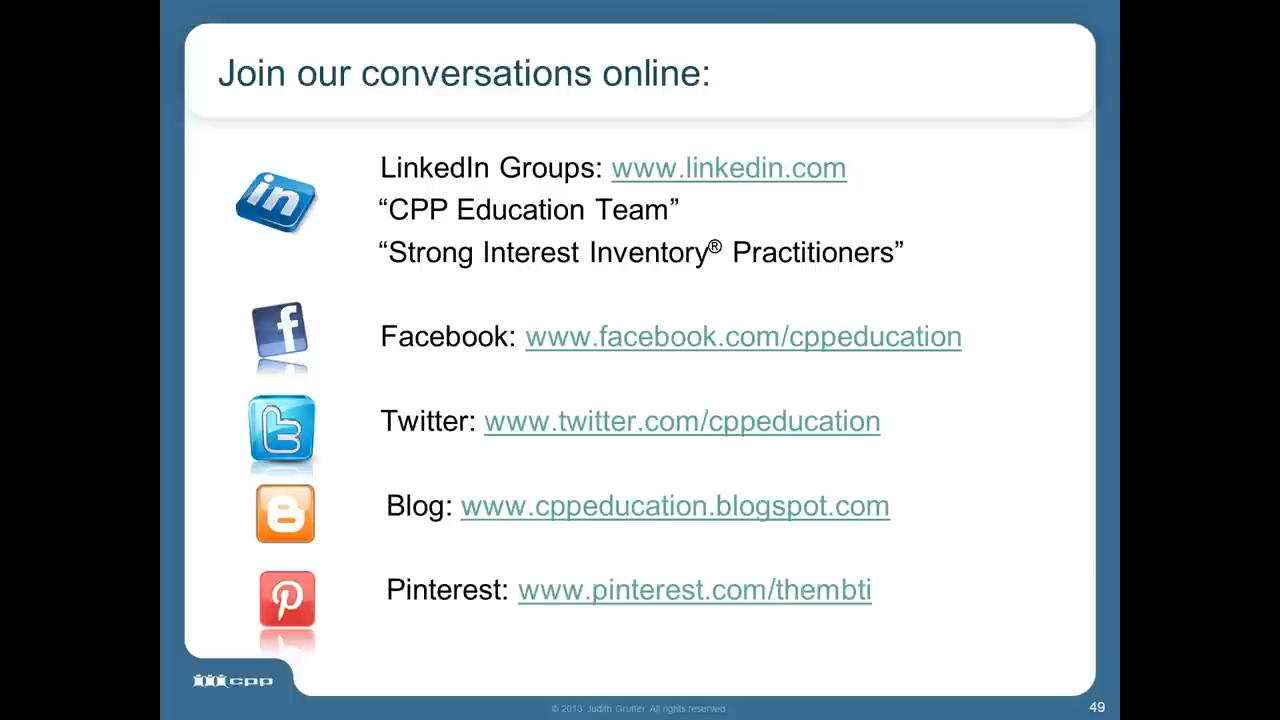 Join our conversations online:
LinkedIn Groups: www.linkedin.com
“CPP Education Team”
“Strong Interest Inventory® Practitioners”
Facebook: www.facebook.com/cppeducation
Twitter: www.twitter.com/cppeducation
Blog: www.cppeducation.blogspot.com
Pinterest: www.pinterest.com/thembti
cpp
© 2013 Judith Grutter All rights reserved
49